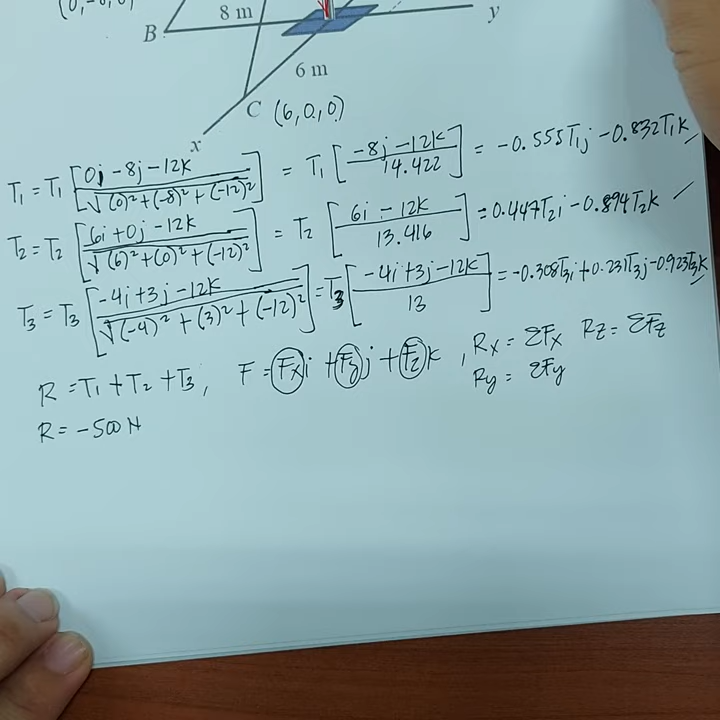 8 m
B
y
6 m
C (6,0,0)
x
T₁ = T₁ [0j - 8j - 12k / √(0)² + (-8)² + (-12)²] = T₁ [-8j - 12k / 14.422] = -0.555T₁j - 0.832T₁k
T₂ = T₂ [6i + 0j - 12k / √(6)² + (0)² + (-12)²] = T₂ [6i - 12k / 13.416] = 0.447T₂i - 0.894T₂k
T₃ = T₃ [-4i + 3j - 12k / √(-4)² + (3)² + (-12)²] = T₃ [-4i + 3j - 12k / 13] = -0.308T₃i + 0.231T₃j - 0.923T₃k
R = T₁ + T₂ + T₃, F = Fxi + Fyj + Fzk, Rx = ΣFx Rz = ΣFz
Ry = ΣFy
R = -500 N